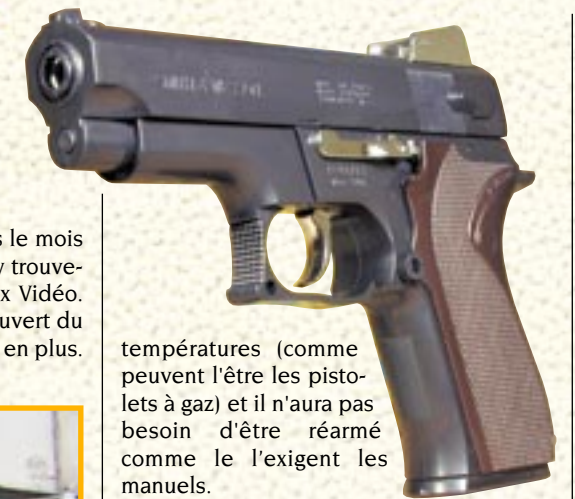 s le mois
y trouve-
x Vidéo.
uvert du
en plus.
températures (comme
peuvent l'être les pisto-
lets à gaz) et il n'aura pas
besoin d'être réarmé
comme le l'exigent les
manuels.